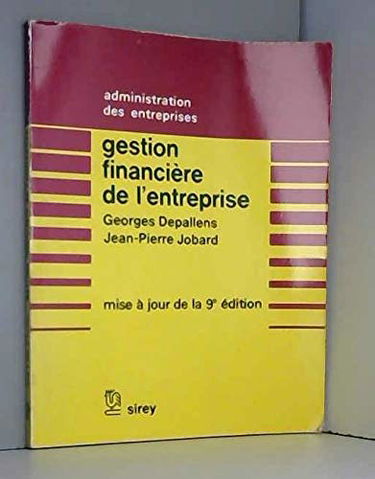 administration
des entreprises
gestion
financière
de l'entreprise
Georges Depallens
Jean-Pierre Jobard
mise à jour de la 9e édition
sirey